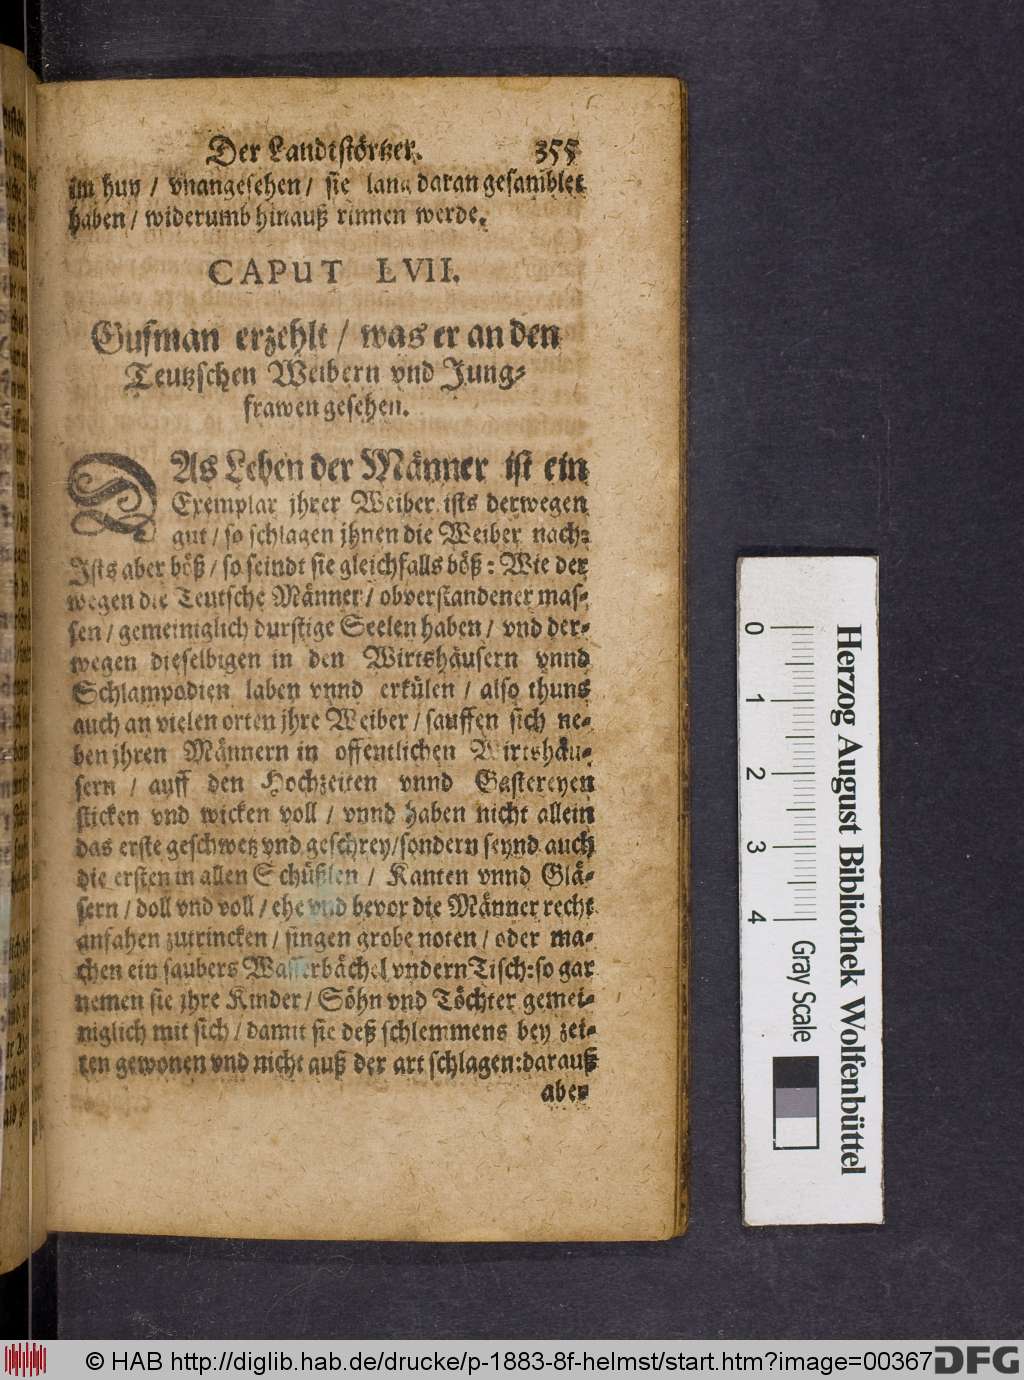 Der Landtstörtzer. 355
im huy / vnangesehen / sie lang daran gesamblet
haben / widerumb hinauß rinnen werde.
CAPUT LVII.
Gusman erzehlt / was er an den
Teutzschen Weibern vnd Jung-
frawen gesehen.
DAs Leben der Männer ist ein
Exemplar jhrer Weiber, ists derwegen
gut / so schlagen jhnen die Weiber nach:
Ists aber böß / so seindt sie gleichfalls böß: Wie der
wegen die Teutsche Männer / obverstandener mas-
sen / gemeiniglich durstige Seelen haben / vnd der-
wegen dieselbigen in den Wirtshäusern vnnd
Schlampodien laben vnnd erkülen / also thuns
auch an vielen orten jhre Weiber / sauffen sich ne-
ben jhren Männern in offentlichen Wirtshäu-
sern / auff den Hochzeiten vnnd Gastereyen
sticken vnd wicken voll / vnnd haben nicht allein
das erste geschwetz vnd geschrey / sondern seynd auch
die ersten in allen Schüßlen / Kanten vnnd Glä-
sern / doll vnd voll / ehe vnd bevor die Männer recht
anfahen zutrincken / singen grobe noten / oder ma-
chen ein saubers Wasserbächel vndern Tisch: so gar
nemen sie jhre Kinder / Söhn vnd Töchter gemei-
niglich mit sich / damit sie deß schlemmens bey zei-
ten gewonen vnd nicht auß der art schlagen: darauß
aber
0 1 2 3 4
Herzog August Bibliothek Wolfenbüttel
Gray Scale
© HAB http://diglib.hab.de/drucke/p-1883-8f-helmst/start.htm?image=00367
DFG